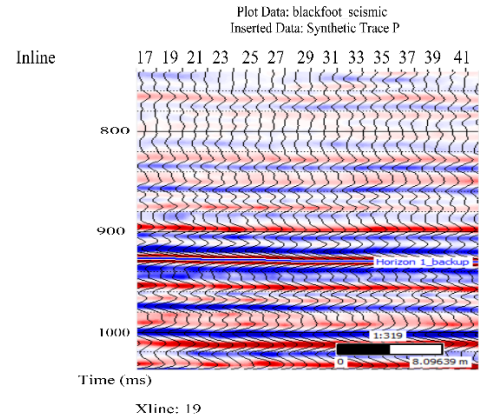 Plot Data: blackfoot seismic
Inserted Data: Synthetic Trace P
Inline 17 19 21 23 25 27 29 31 33 35 37 39 41
800
900
Horizon 1_backup
1000
1:319
0 8.09639 m
Time (ms)
Xline: 19